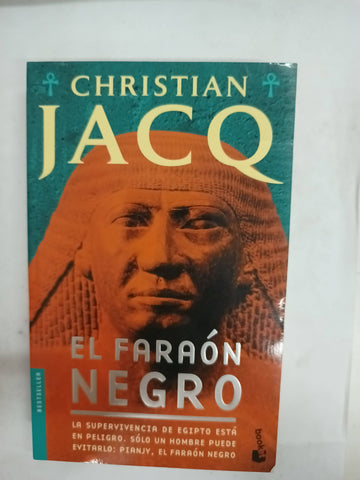 CHRISTIAN
JACQ
EL FARAÓN
NEGRO
BESTSELLER
LA SUPERVIVENCIA DE EGIPTO ESTÁ
EN PELIGRO. SÓLO UN HOMBRE PUEDE
EVITARLO: PIANJY, EL FARAÓN NEGRO
booket